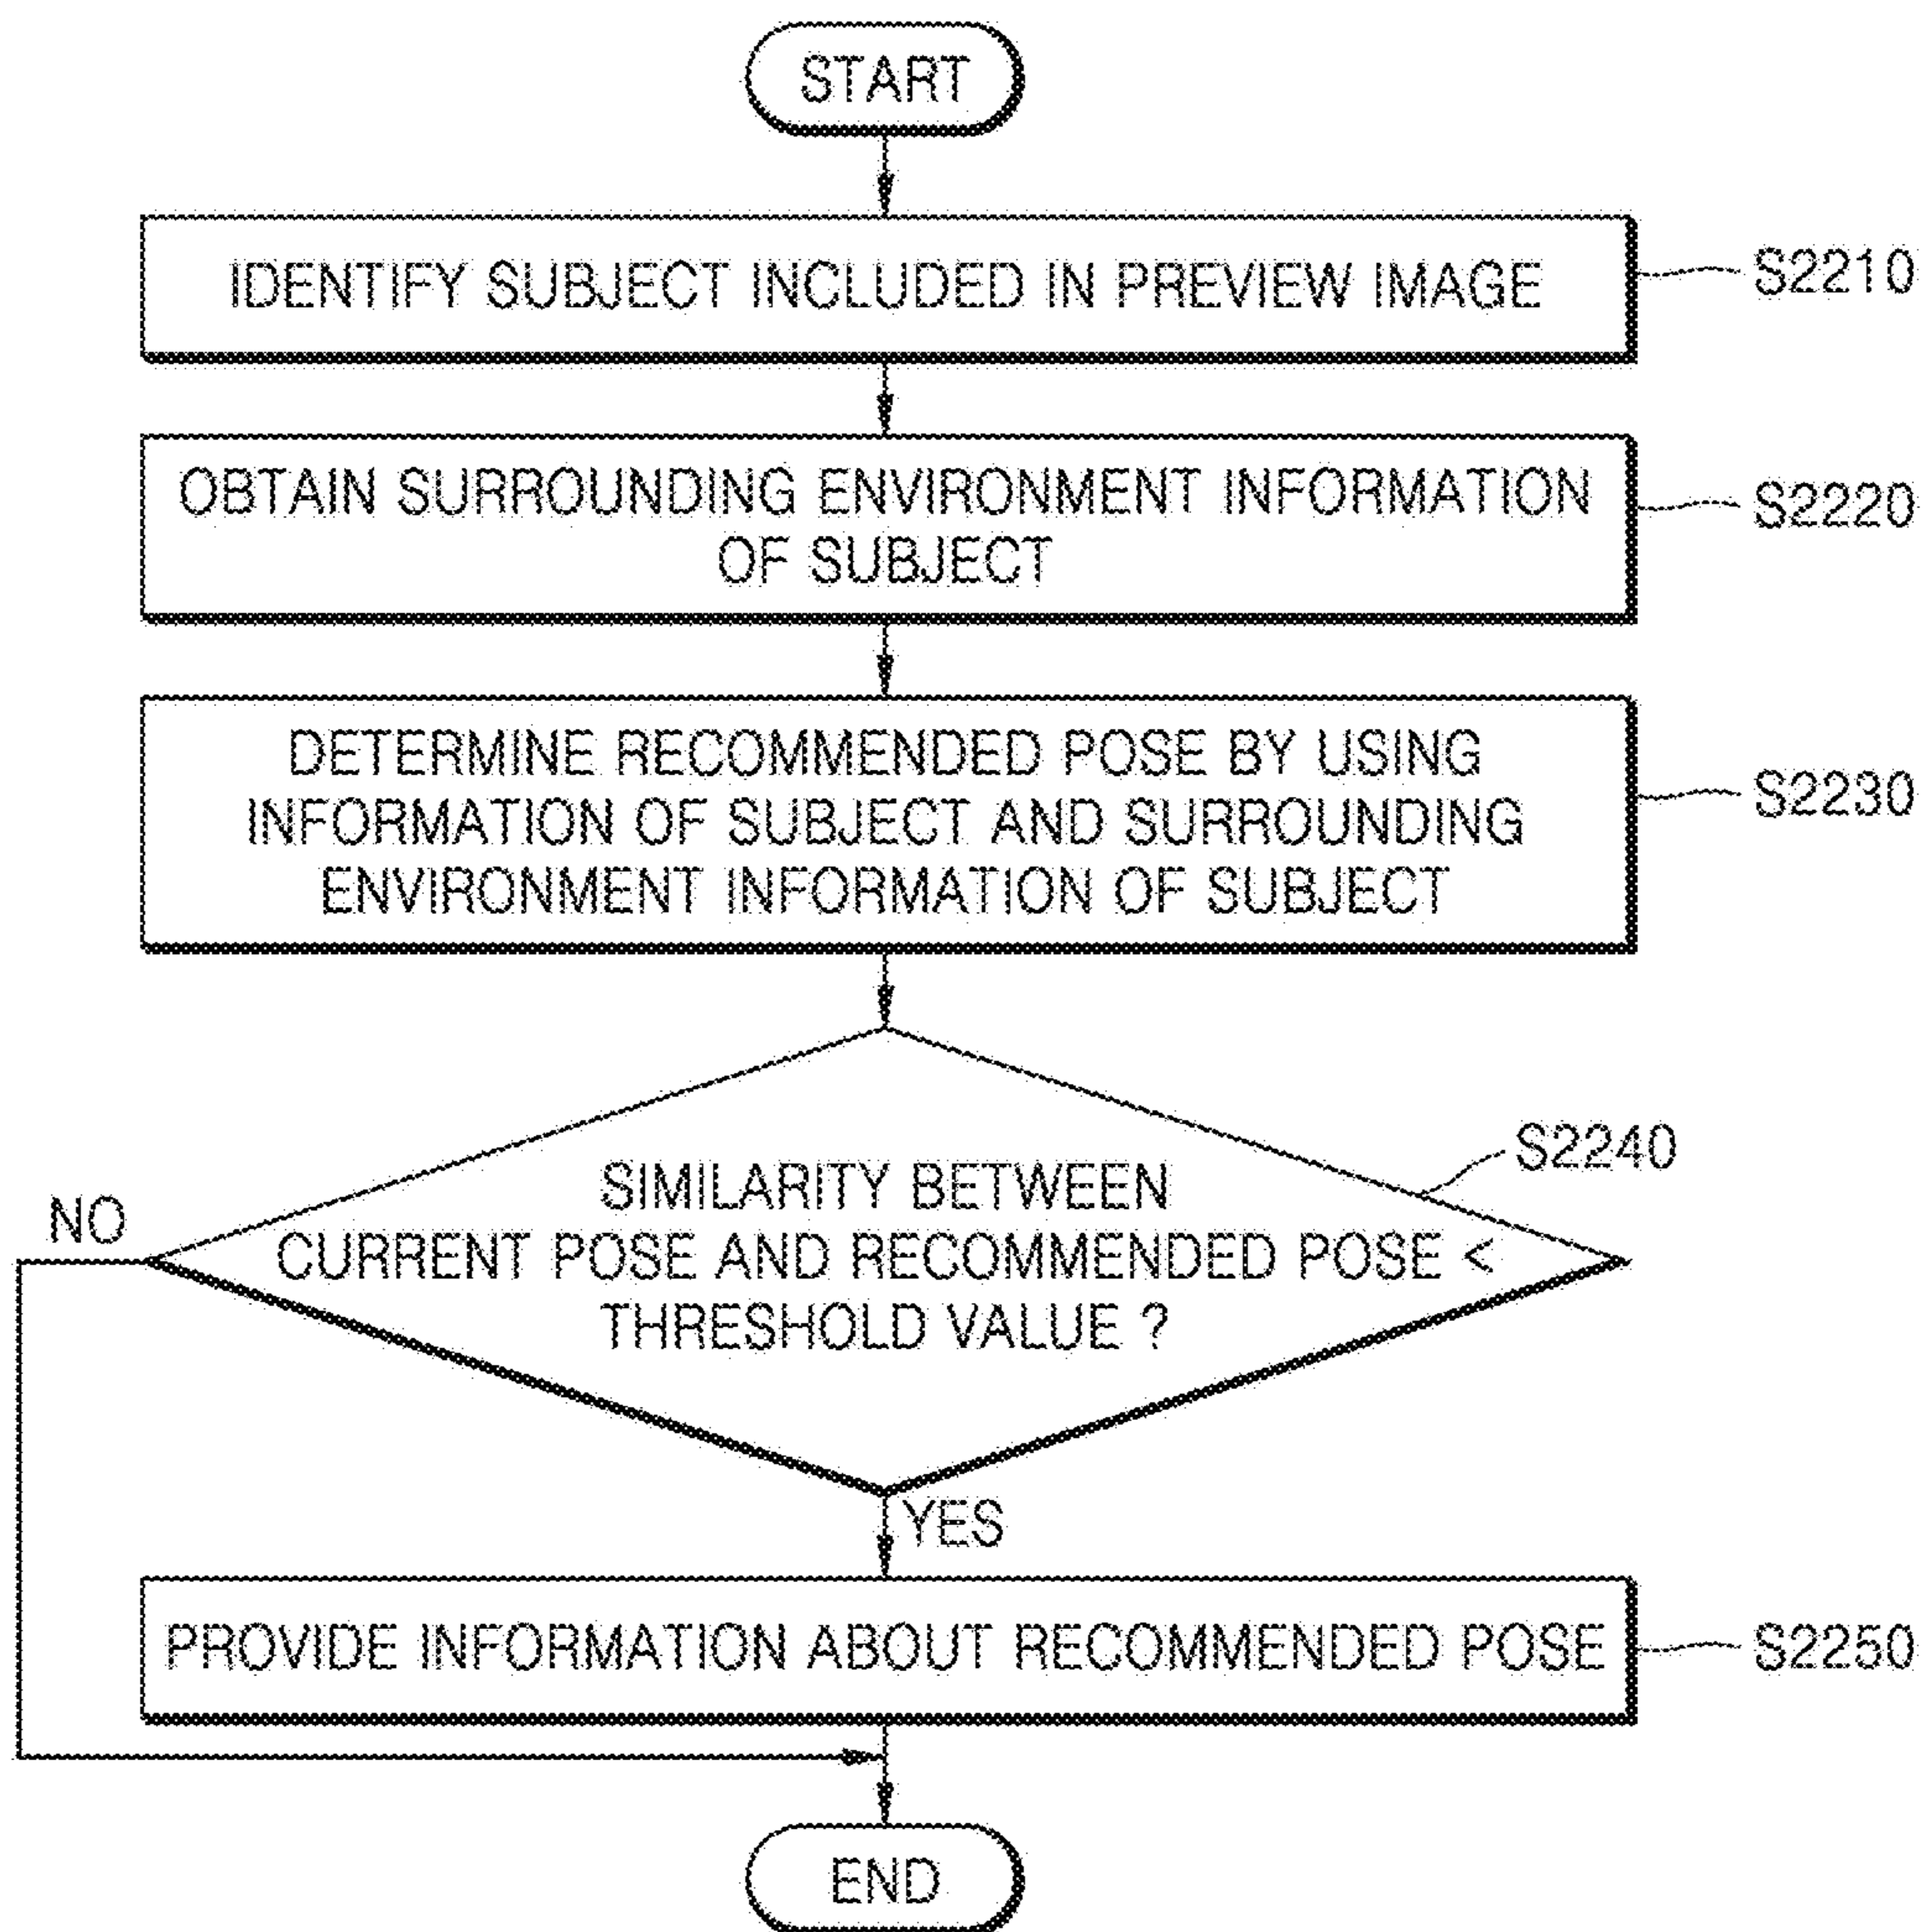 START
IDENTIFY SUBJECT INCLUDED IN PREVIEW IMAGE
S2210
OBTAIN SURROUNDING ENVIRONMENT INFORMATION
OF SUBJECT
S2220
DETERMINE RECOMMENDED POSE BY USING
INFORMATION OF SUBJECT AND SURROUNDING
ENVIRONMENT INFORMATION OF SUBJECT
S2230
SIMILARITY BETWEEN
CURRENT POSE AND RECOMMENDED POSE <
THRESHOLD VALUE ?
S2240
NO
YES
PROVIDE INFORMATION ABOUT RECOMMENDED POSE
S2250
END